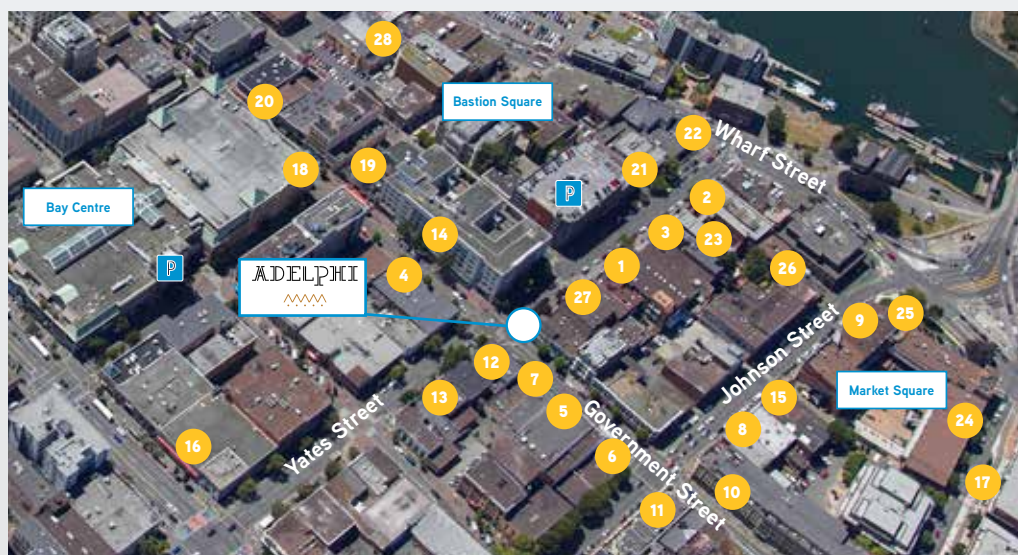 28
20
Bastion Square
22
Wharf Street
19
18
21
P
2
Bay Centre
14
3
23
P
ADELPHI
4
1
26
27
9
25
Johnson Street
12
7
13
5
Government Street
15
Market Square
8
24
Yates Street
16
6
17
10
11